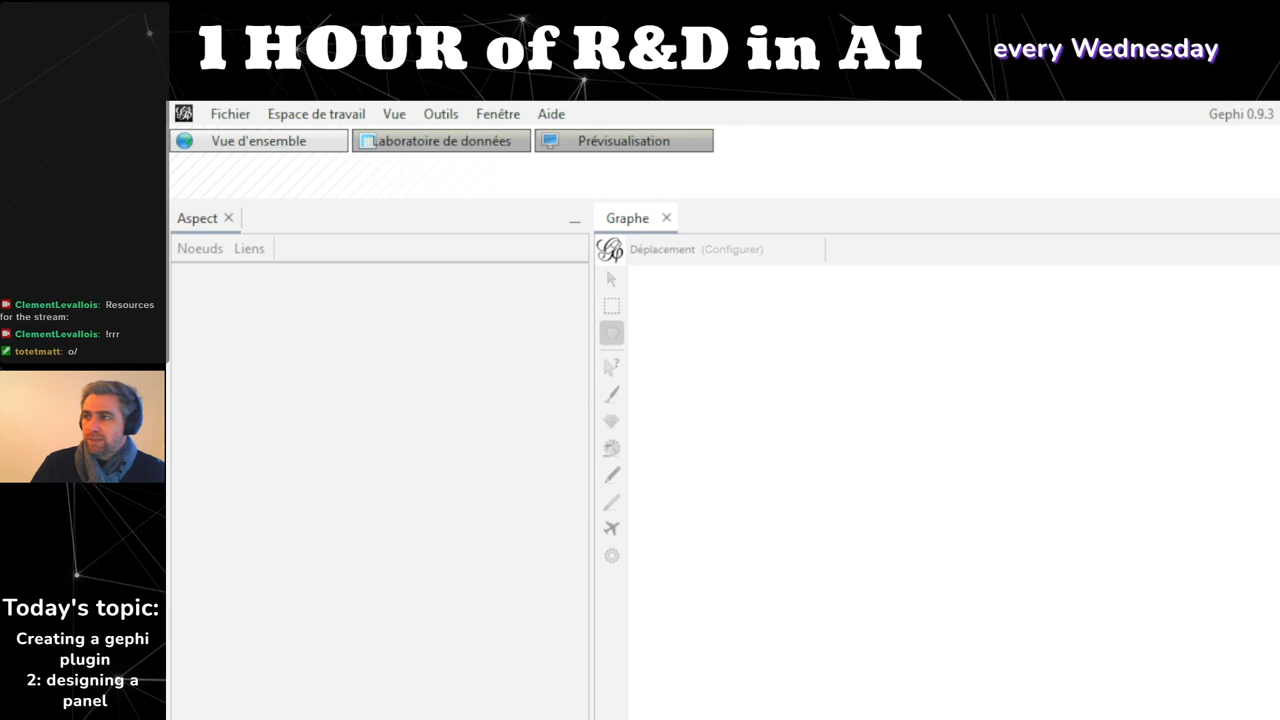 1 HOUR of R&D in AI
every Wednesday
Fichier Espace de travail Vue Outils Fenêtre Aide
Gephi 0.9.3
Vue d'ensemble
Laboratoire de données
Prévisualisation
Aspect
Graphe
Noeuds Liens
Déplacement (Configurer)
ClementLevallois: Resources
for the stream:
ClementLevallois: !rrr
totetmatt: o/
Today's topic:
Creating a gephi
plugin
2: designing a
panel